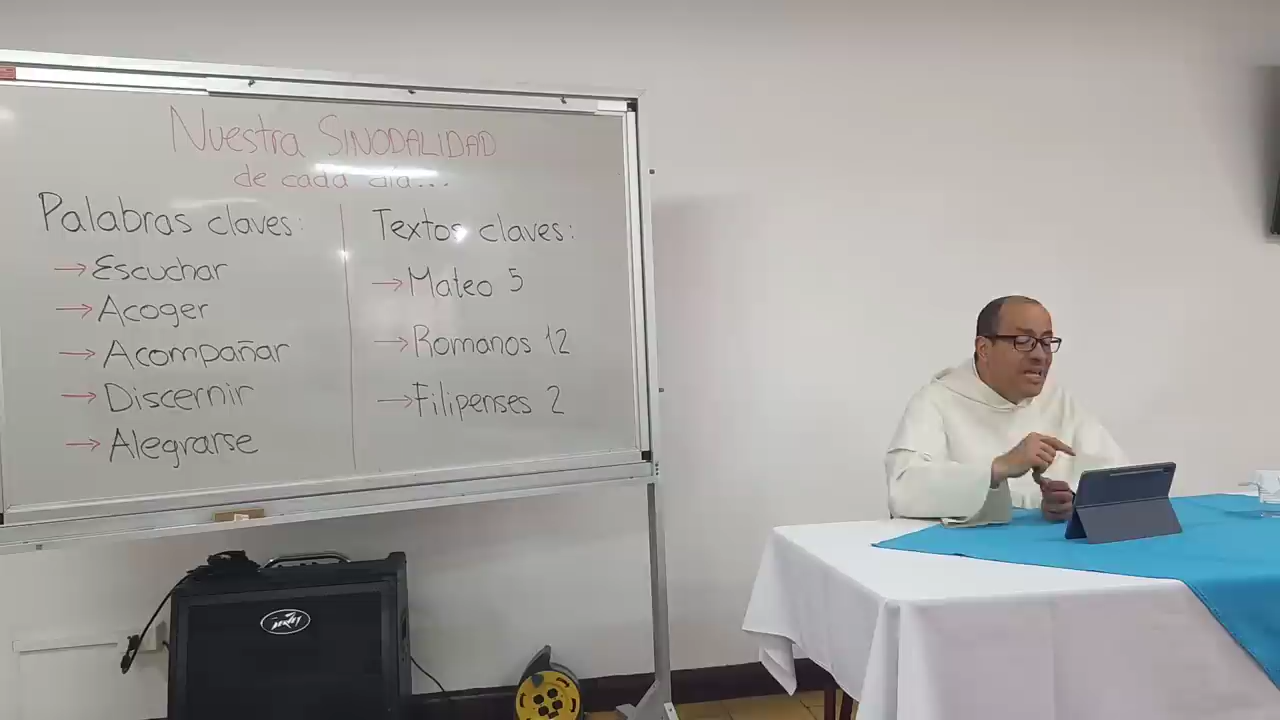 Nuestra SINODALIDAD
de cada día...
Palabras claves:
→Escuchar
→Acoger
→Acompañar
→Discernir
→Alegrarse
Textos claves:
→Mateo 5
→Romanos 12
→Filipenses 2
PEAVEY